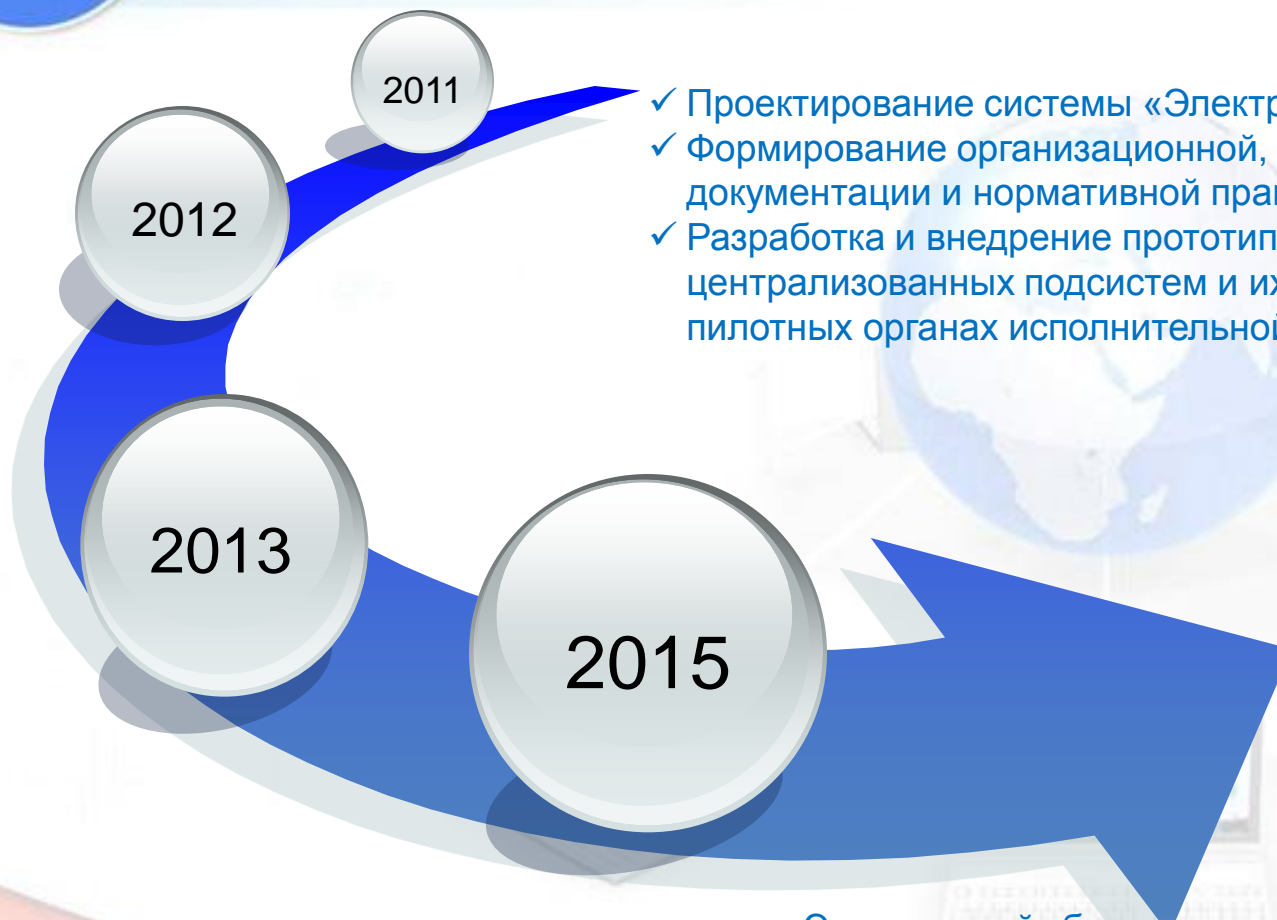 2011
✓ Проектирование системы «Электр
✓ Формирование организационной,
документации и нормативной пра
✓ Разработка и внедрение прототип
централизованных подсистем и их
пилотных органах исполнительной
2012
2013
2015